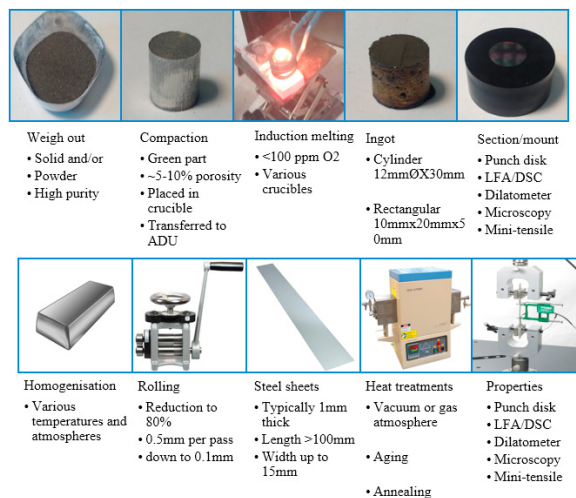 Weigh out
• Solid and/or
• Powder
• High purity
Compaction
• Green part
• ~5-10% porosity
• Placed in
crucible
• Transferred to
ADU
Induction melting
• <100 ppm O2
• Various
crucibles
Ingot
• Cylinder
12mmØX30mm
• Rectangular
10mmx20mmx5
0mm
Section/mount
• Punch disk
• LFA/DSC
• Dilatometer
• Microscopy
• Mini-tensile
Homogenisation
• Various
temperatures and
atmospheres
Rolling
• Reduction to
80%
• 0.5mm per pass
• down to 0.1mm
Steel sheets
• Typically 1mm
thick
• Length >100mm
• Width up to
15mm
Heat treatments
• Vacuum or gas
atmosphere
• Aging
• Annealing
Properties
• Punch disk
• LFA/DSC
• Dilatometer
• Microscopy
• Mini-tensile